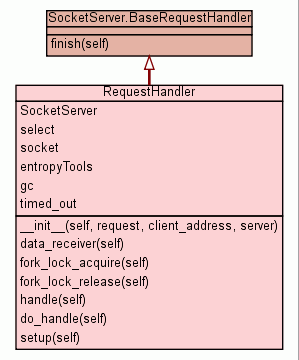 SocketServer.BaseRequestHandler
finish(self)
RequestHandler
SocketServer
select
socket
entropyTools
gc
timed_out
__init__(self, request, client_address, server)
data_receiver(self)
fork_lock_acquire(self)
fork_lock_release(self)
handle(self)
do_handle(self)
setup(self)